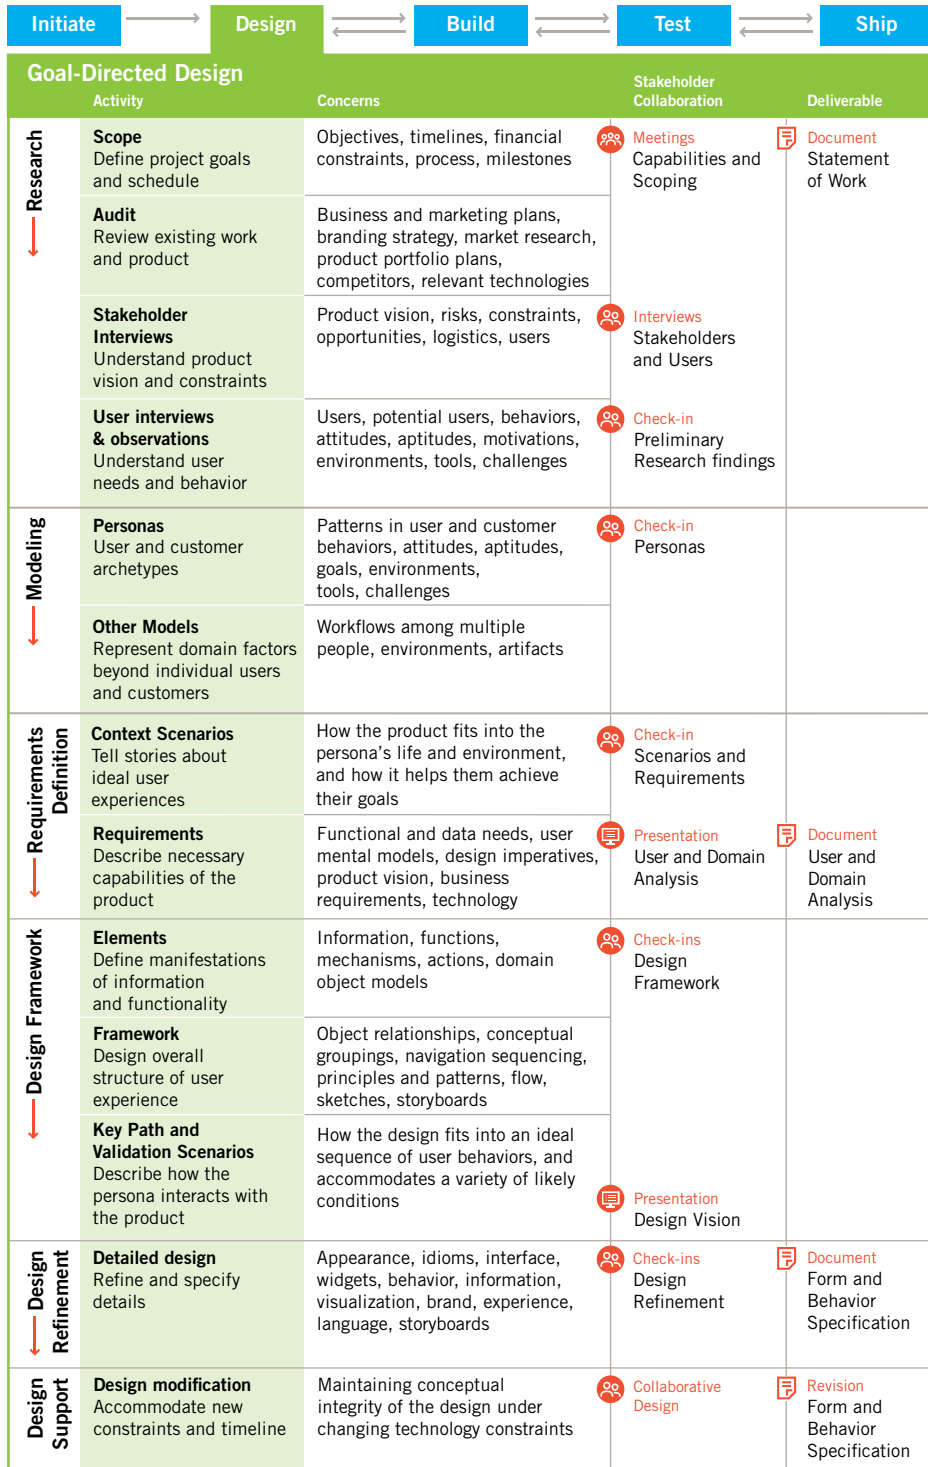 Initiate
Design
Build
Test
Ship
Goal-Directed Design
Activity
Concerns
Stakeholder
Collaboration
Deliverable
Research
Scope
Define project goals
and schedule
Objectives, timelines, financial
constraints, process, milestones
Meetings
Capabilities and
Scoping
Document
Statement
of Work
Audit
Review existing work
and product
Business and marketing plans,
branding strategy, market research,
product portfolio plans,
competitors, relevant technologies
Stakeholder
Interviews
Understand product
vision and constraints
Product vision, risks, constraints,
opportunities, logistics, users
Interviews
Stakeholders
and Users
User interviews
& observations
Understand user
needs and behavior
Users, potential users, behaviors,
attitudes, aptitudes, motivations,
environments, tools, challenges
Check-in
Preliminary
Research findings
Modeling
Personas
User and customer
archetypes
Patterns in user and customer
behaviors, attitudes, aptitudes,
goals, environments,
tools, challenges
Check-in
Personas
Other Models
Represent domain factors
beyond individual users
and customers
Workflows among multiple
people, environments, artifacts
Requirements
Definition
Context Scenarios
Tell stories about
ideal user
experiences
How the product fits into the
persona's life and environment,
and how it helps them achieve
their goals
Check-in
Scenarios and
Requirements
Requirements
Describe necessary
capabilities of the
product
Functional and data needs, user
mental models, design imperatives,
product vision, business
requirements, technology
Presentation
User and Domain
Analysis
Document
User and
Domain
Analysis
Design Framework
Elements
Define manifestations
of information
and functionality
Information, functions,
mechanisms, actions, domain
object models
Check-ins
Design
Framework
Framework
Design overall
structure of user
experience
Object relationships, conceptual
groupings, navigation sequencing,
principles and patterns, flow,
sketches, storyboards
Key Path and
Validation Scenarios
Describe how the
persona interacts with
the product
How the design fits into an ideal
sequence of user behaviors, and
accommodates a variety of likely
conditions
Presentation
Design Vision
Design
Refinement
Detailed design
Refine and specify
details
Appearance, idioms, interface,
widgets, behavior, information,
visualization, brand, experience,
language, storyboards
Check-ins
Design
Refinement
Document
Form and
Behavior
Specification
Design
Support
Design modification
Accommodate new
constraints and timeline
Maintaining conceptual
integrity of the design under
changing technology constraints
Collaborative
Design
Revision
Form and
Behavior
Specification